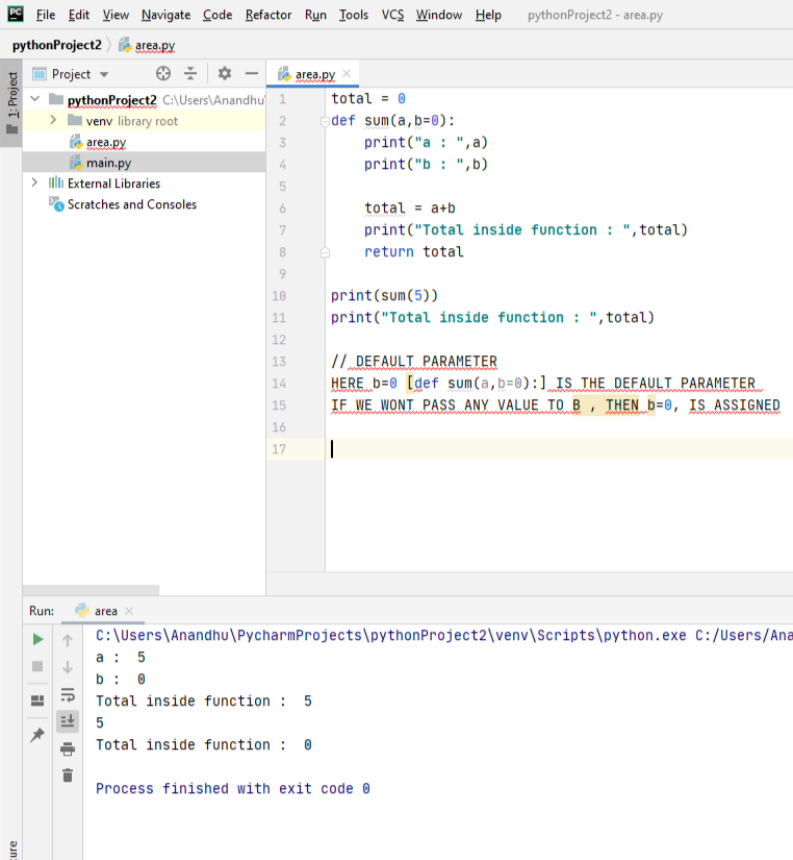 PC File Edit View Navigate Code Refactor Run Tools VCS Window Help pythonProject2 - area.py
pythonProject2 area.py
1: Project
Project
area.py
pythonProject2 C:\Users\Anandhu
venv library root
area.py
main.py
External Libraries
Scratches and Consoles
1 total = 0
2 def sum(a,b=0):
3     print("a : ",a)
4     print("b : ",b)
5
6     total = a+b
7     print("Total inside function : ",total)
8     return total
9
10 print(sum(5))
11 print("Total inside function : ",total)
12
13 // DEFAULT PARAMETER
14 HERE b=0 [def sum(a,b=0):] IS THE DEFAULT PARAMETER
15 IF WE WONT PASS ANY VALUE TO B , THEN b=0, IS ASSIGNED
16
17
Run: area
C:\Users\Anandhu\PycharmProjects\pythonProject2\venv\Scripts\python.exe C:/Users/Ana
a :  5
b :  0
Total inside function :  5
5
Total inside function :  0
Process finished with exit code 0